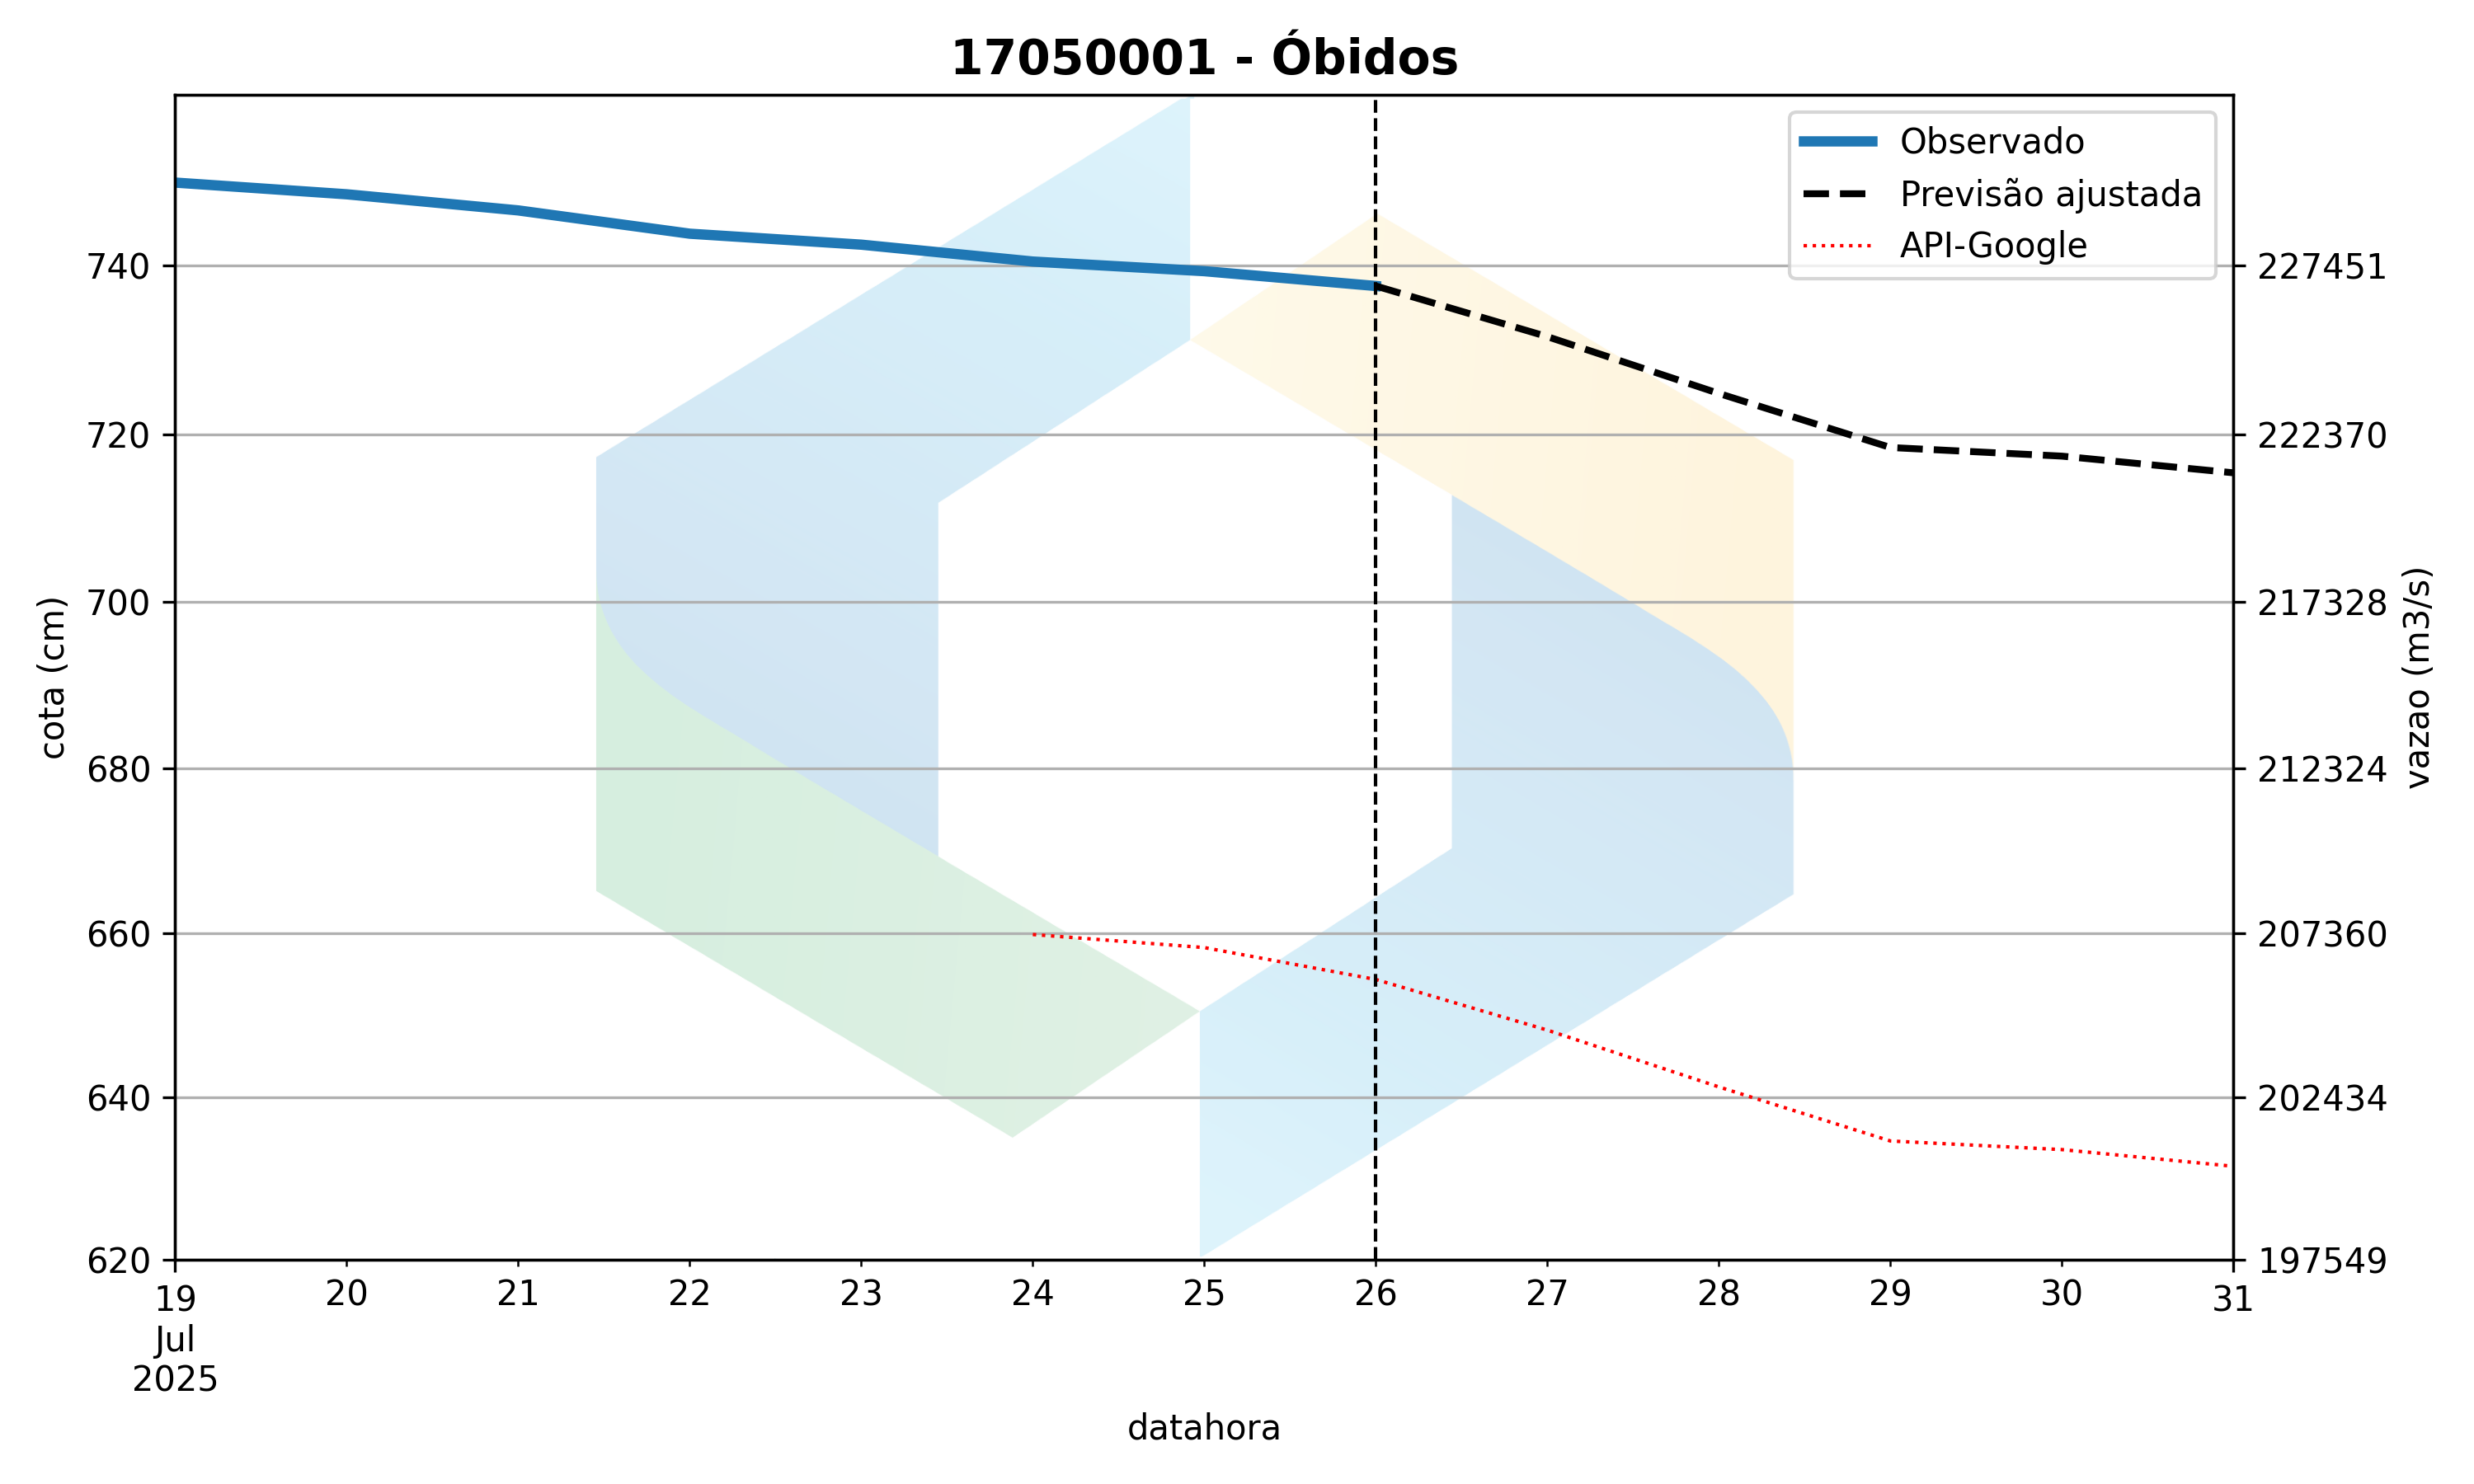 17050001 - Óbidos
Observado
Previsão ajustada
API-Google
740
720
700
680
660
640
620
cota (cm)
227451
222370
217328
212324
207360
202434
197549
vazao (m3/s)
19 20 21 22 23 24 25 26 27 28 29 30 31
Jul
2025
datahora